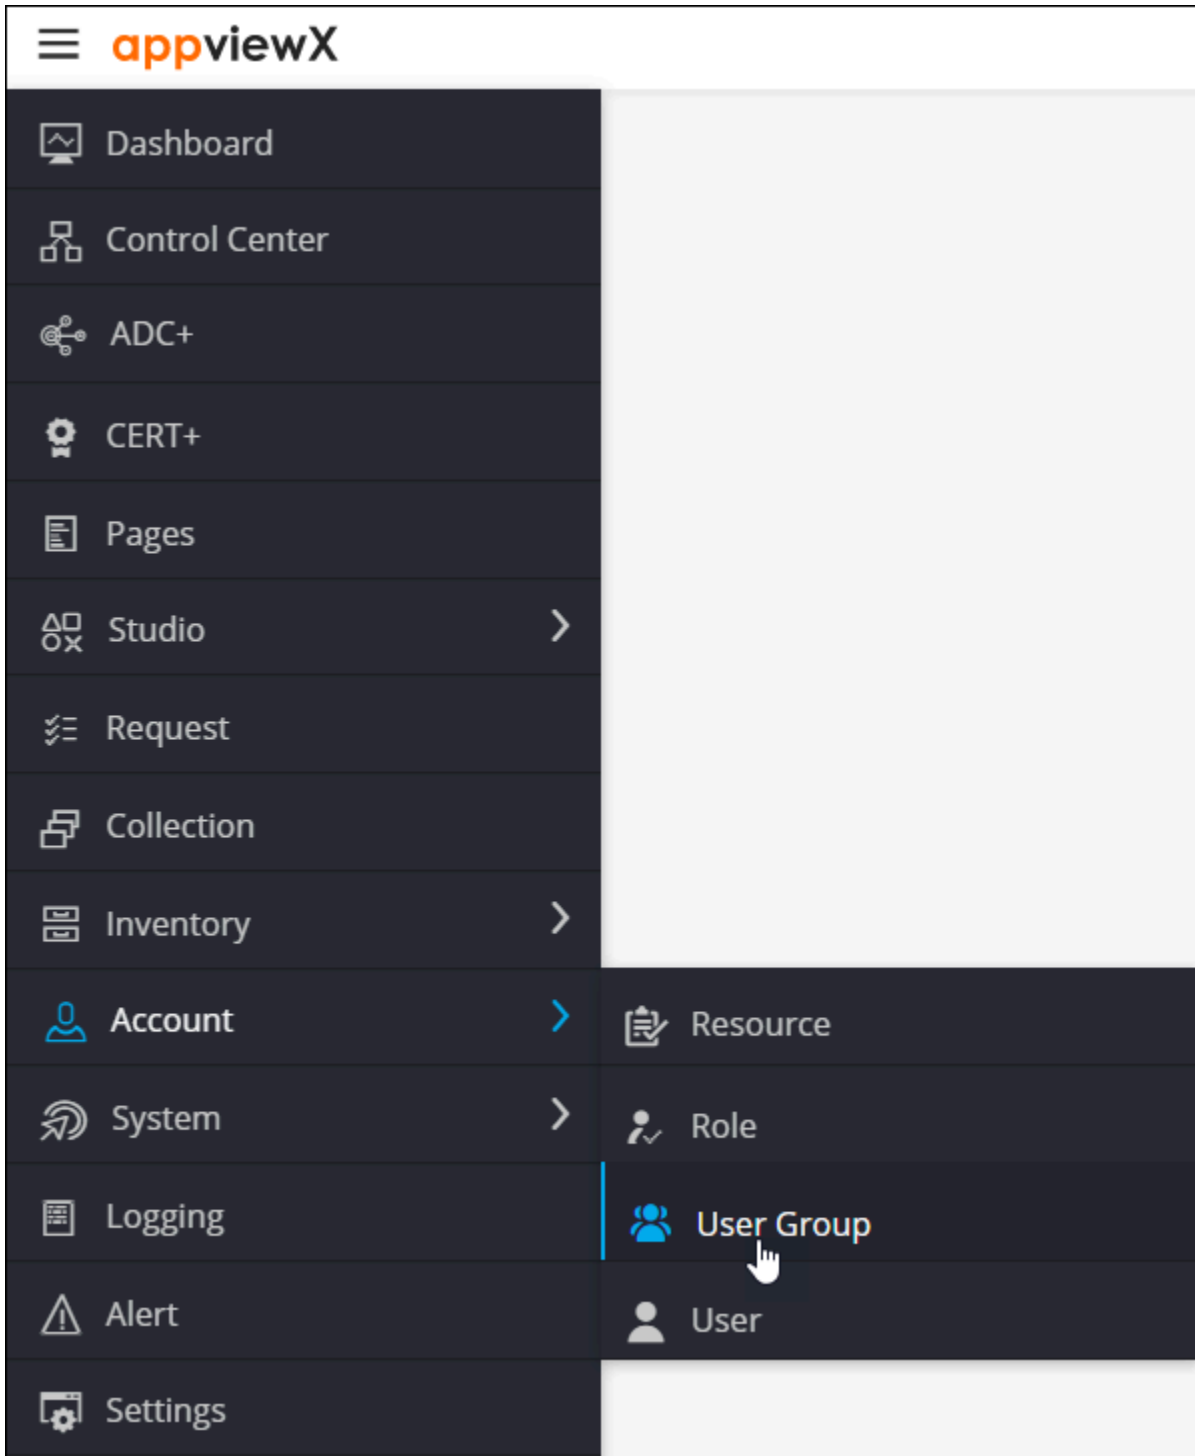 appviewX
Dashboard
Control Center
ADC+
CERT+
Pages
Studio
Request
Collection
Inventory
Account
Resource
System
Role
Logging
User Group
Alert
User
Settings